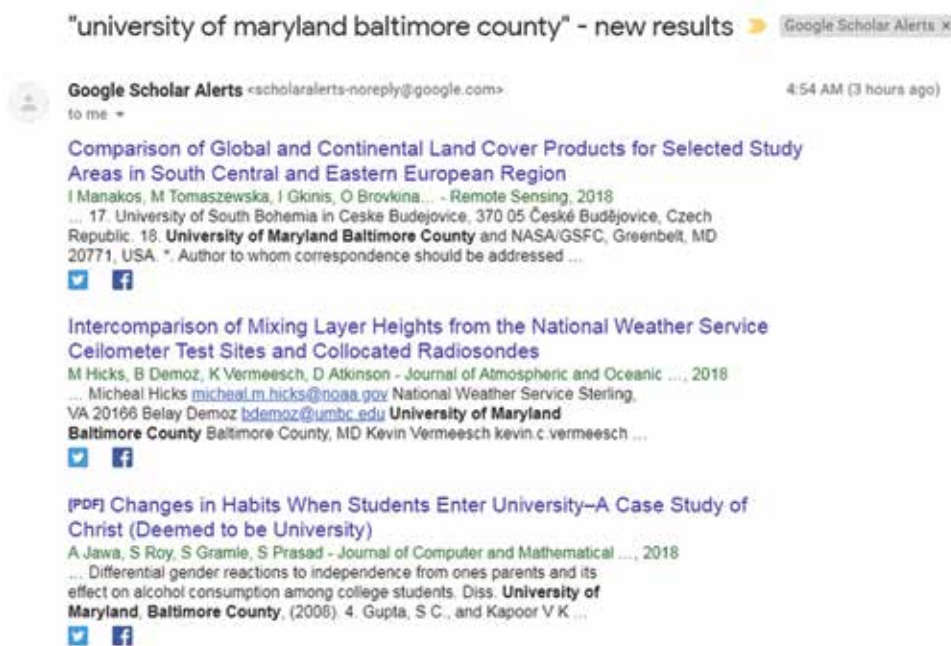 "university of maryland baltimore county" - new results Google Scholar Alerts ×
Google Scholar Alerts <scholaralerts-noreply@google.com> 4:54 AM (3 hours ago)
to me
Comparison of Global and Continental Land Cover Products for Selected Study
Areas in South Central and Eastern European Region
I Manakos, M Tomaszewska, I Gkinis, O Brovkina... - Remote Sensing, 2018
... 17. University of South Bohemia in Ceske Budejovice, 370 05 České Budějovice, Czech
Republic. 18. University of Maryland Baltimore County and NASA/GSFC, Greenbelt, MD
20771, USA. *. Author to whom correspondence should be addressed ...
Intercomparison of Mixing Layer Heights from the National Weather Service
Ceilometer Test Sites and Collocated Radiosondes
M Hicks, B Demoz, K Vermeesch, D Atkinson - Journal of Atmospheric and Oceanic ..., 2018
... Micheal Hicks micheal.m.hicks@noaa.gov National Weather Service Sterling,
VA 20166 Belay Demoz bdemoz@umbc.edu University of Maryland
Baltimore County Baltimore County, MD Kevin Vermeesch kevin.c.vermeesch ...
[PDF] Changes in Habits When Students Enter University–A Case Study of
Christ (Deemed to be University)
A Jawa, S Roy, S Gramle, S Prasad - Journal of Computer and Mathematical ..., 2018
... Differential gender reactions to independence from ones parents and its
effect on alcohol consumption among college students. Diss. University of
Maryland, Baltimore County, (2008). 4. Gupta, S C., and Kapoor V K ...